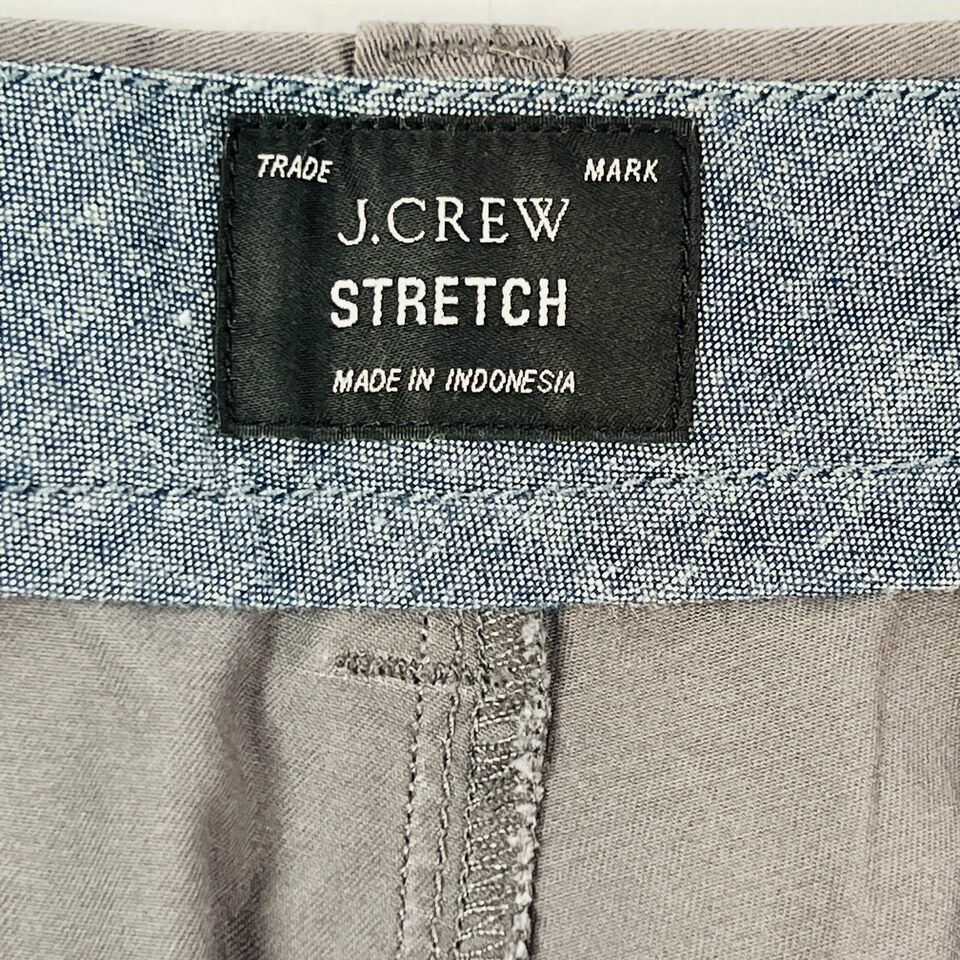 TRADE MARK
J.CREW
STRETCH
MADE IN INDONESIA